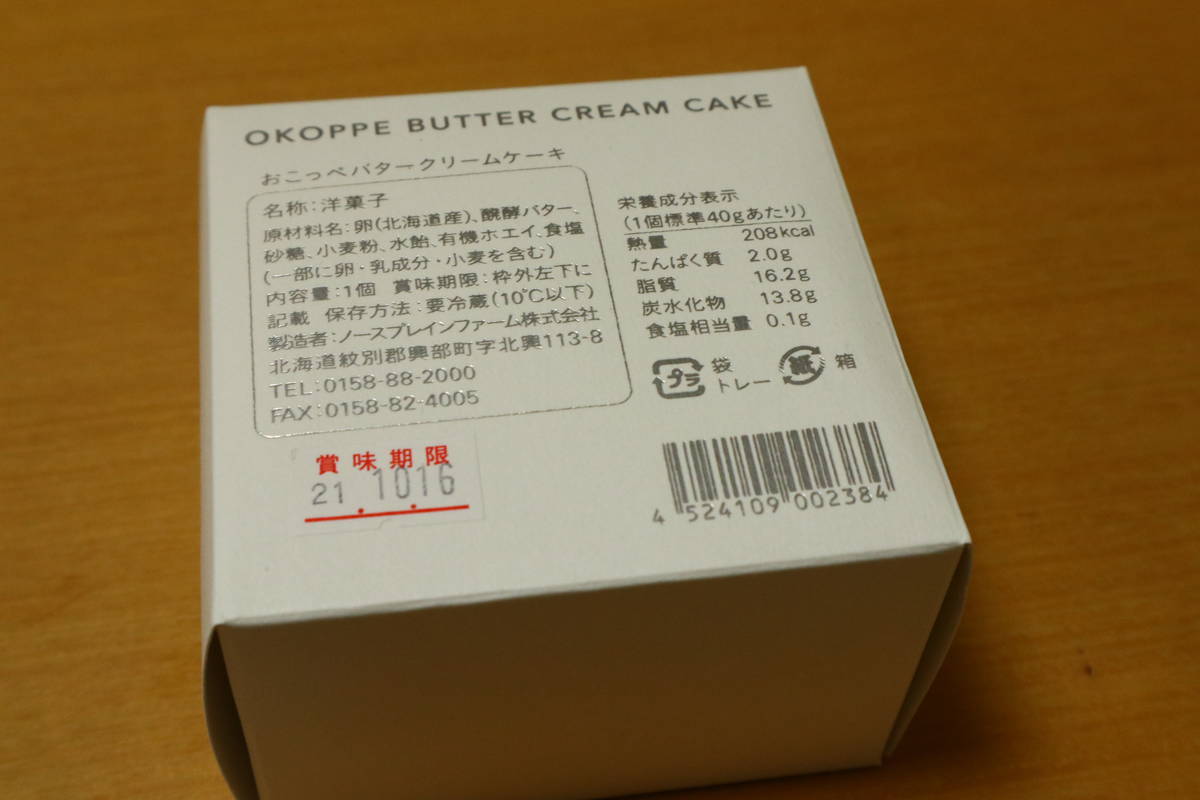 OKOPPE BUTTER CREAM CAKE
おこっぺバタークリームケーキ
名称:洋菓子
原材料名:卵(北海道産)、醗酵バター、
砂糖、小麦粉、水飴、有機ホエイ、食塩
(一部に卵・乳成分・小麦を含む)
内容量:1個 賞味期限:枠外左下に
記載 保存方法:要冷蔵(10℃以下)
製造者:ノースプレインファーム株式会社
北海道紋別郡興部町字北興113-8
TEL:0158-88-2000
FAX:0158-82-4005
栄養成分表示
(1個標準40gあたり)
熱量 208kcal
たんぱく質 2.0g
脂質 16.2g
炭水化物 13.8g
食塩相当量 0.1g
プラ 袋 トレー
紙 箱
賞味期限
21.10.16
4 524109 002384